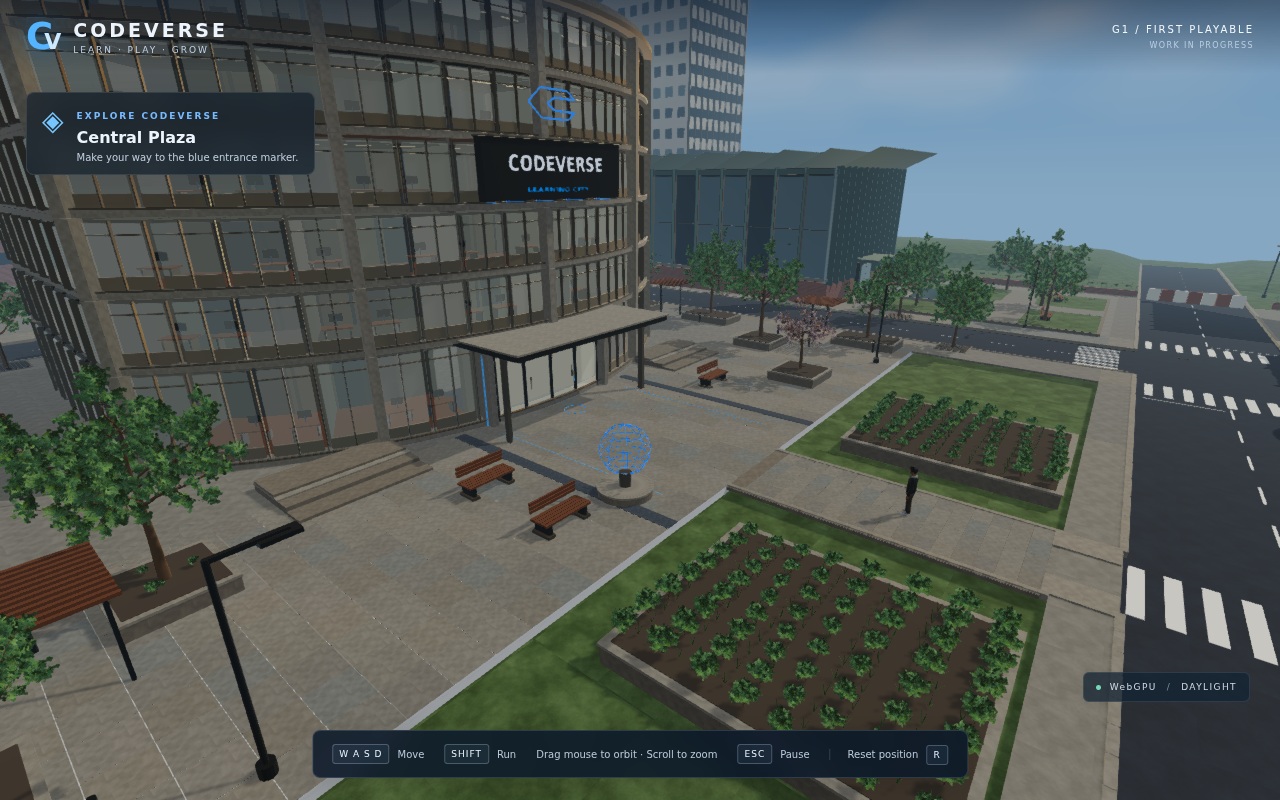 CV CODEVERSE
LEARN · PLAY · GROW
G1 / FIRST PLAYABLE
WORK IN PROGRESS
EXPLORE CODEVERSE
Central Plaza
Make your way to the blue entrance marker.
CODEVERSE
LEARNING CITY
WebGPU / DAYLIGHT
W A S D Move SHIFT Run Drag mouse to orbit · Scroll to zoom ESC Pause Reset position R